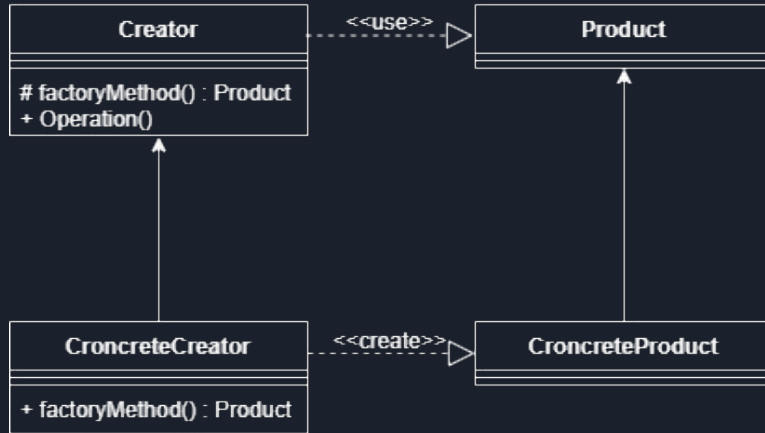 Creator
<<use>>
Product
# factoryMethod() : Product
+ Operation()
CroncreteCreator
<<create>>
CroncreteProduct
+ factoryMethod() : Product